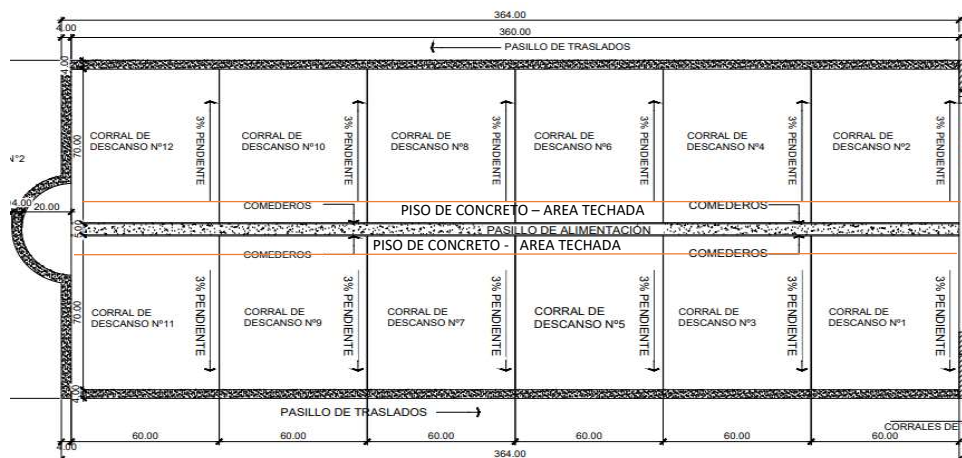 364.00
4.00
360.00
PASILLO DE TRASLADOS
4.00
CORRAL DE
DESCANSO Nº12
3% PENDIENTE
CORRAL DE
DESCANSO Nº10
3% PENDIENTE
CORRAL DE
DESCANSO Nº8
3% PENDIENTE
CORRAL DE
DESCANSO Nº6
3% PENDIENTE
CORRAL DE
DESCANSO Nº4
3% PENDIENTE
CORRAL DE
DESCANSO Nº2
70.00
N°2
4.00
20.00
COMEDEROS
PISO DE CONCRETO – AREA TECHADA
COMEDEROS
5.00
PASILLO DE ALIMENTACIÓN
PISO DE CONCRETO - AREA TECHADA
COMEDEROS
COMEDEROS
70.00
CORRAL DE
DESCANSO Nº11
3% PENDIENTE
CORRAL DE
DESCANSO Nº9
3% PENDIENTE
CORRAL DE
DESCANSO Nº7
3% PENDIENTE
CORRAL DE
DESCANSO Nº5
3% PENDIENTE
CORRAL DE
DESCANSO Nº3
3% PENDIENTE
CORRAL DE
DESCANSO Nº1
3% PENDIENTE
4.00
PASILLO DE TRASLADOS
CORRALES DE
60.00
60.00
60.00
60.00
60.00
60.00
4.00
364.00